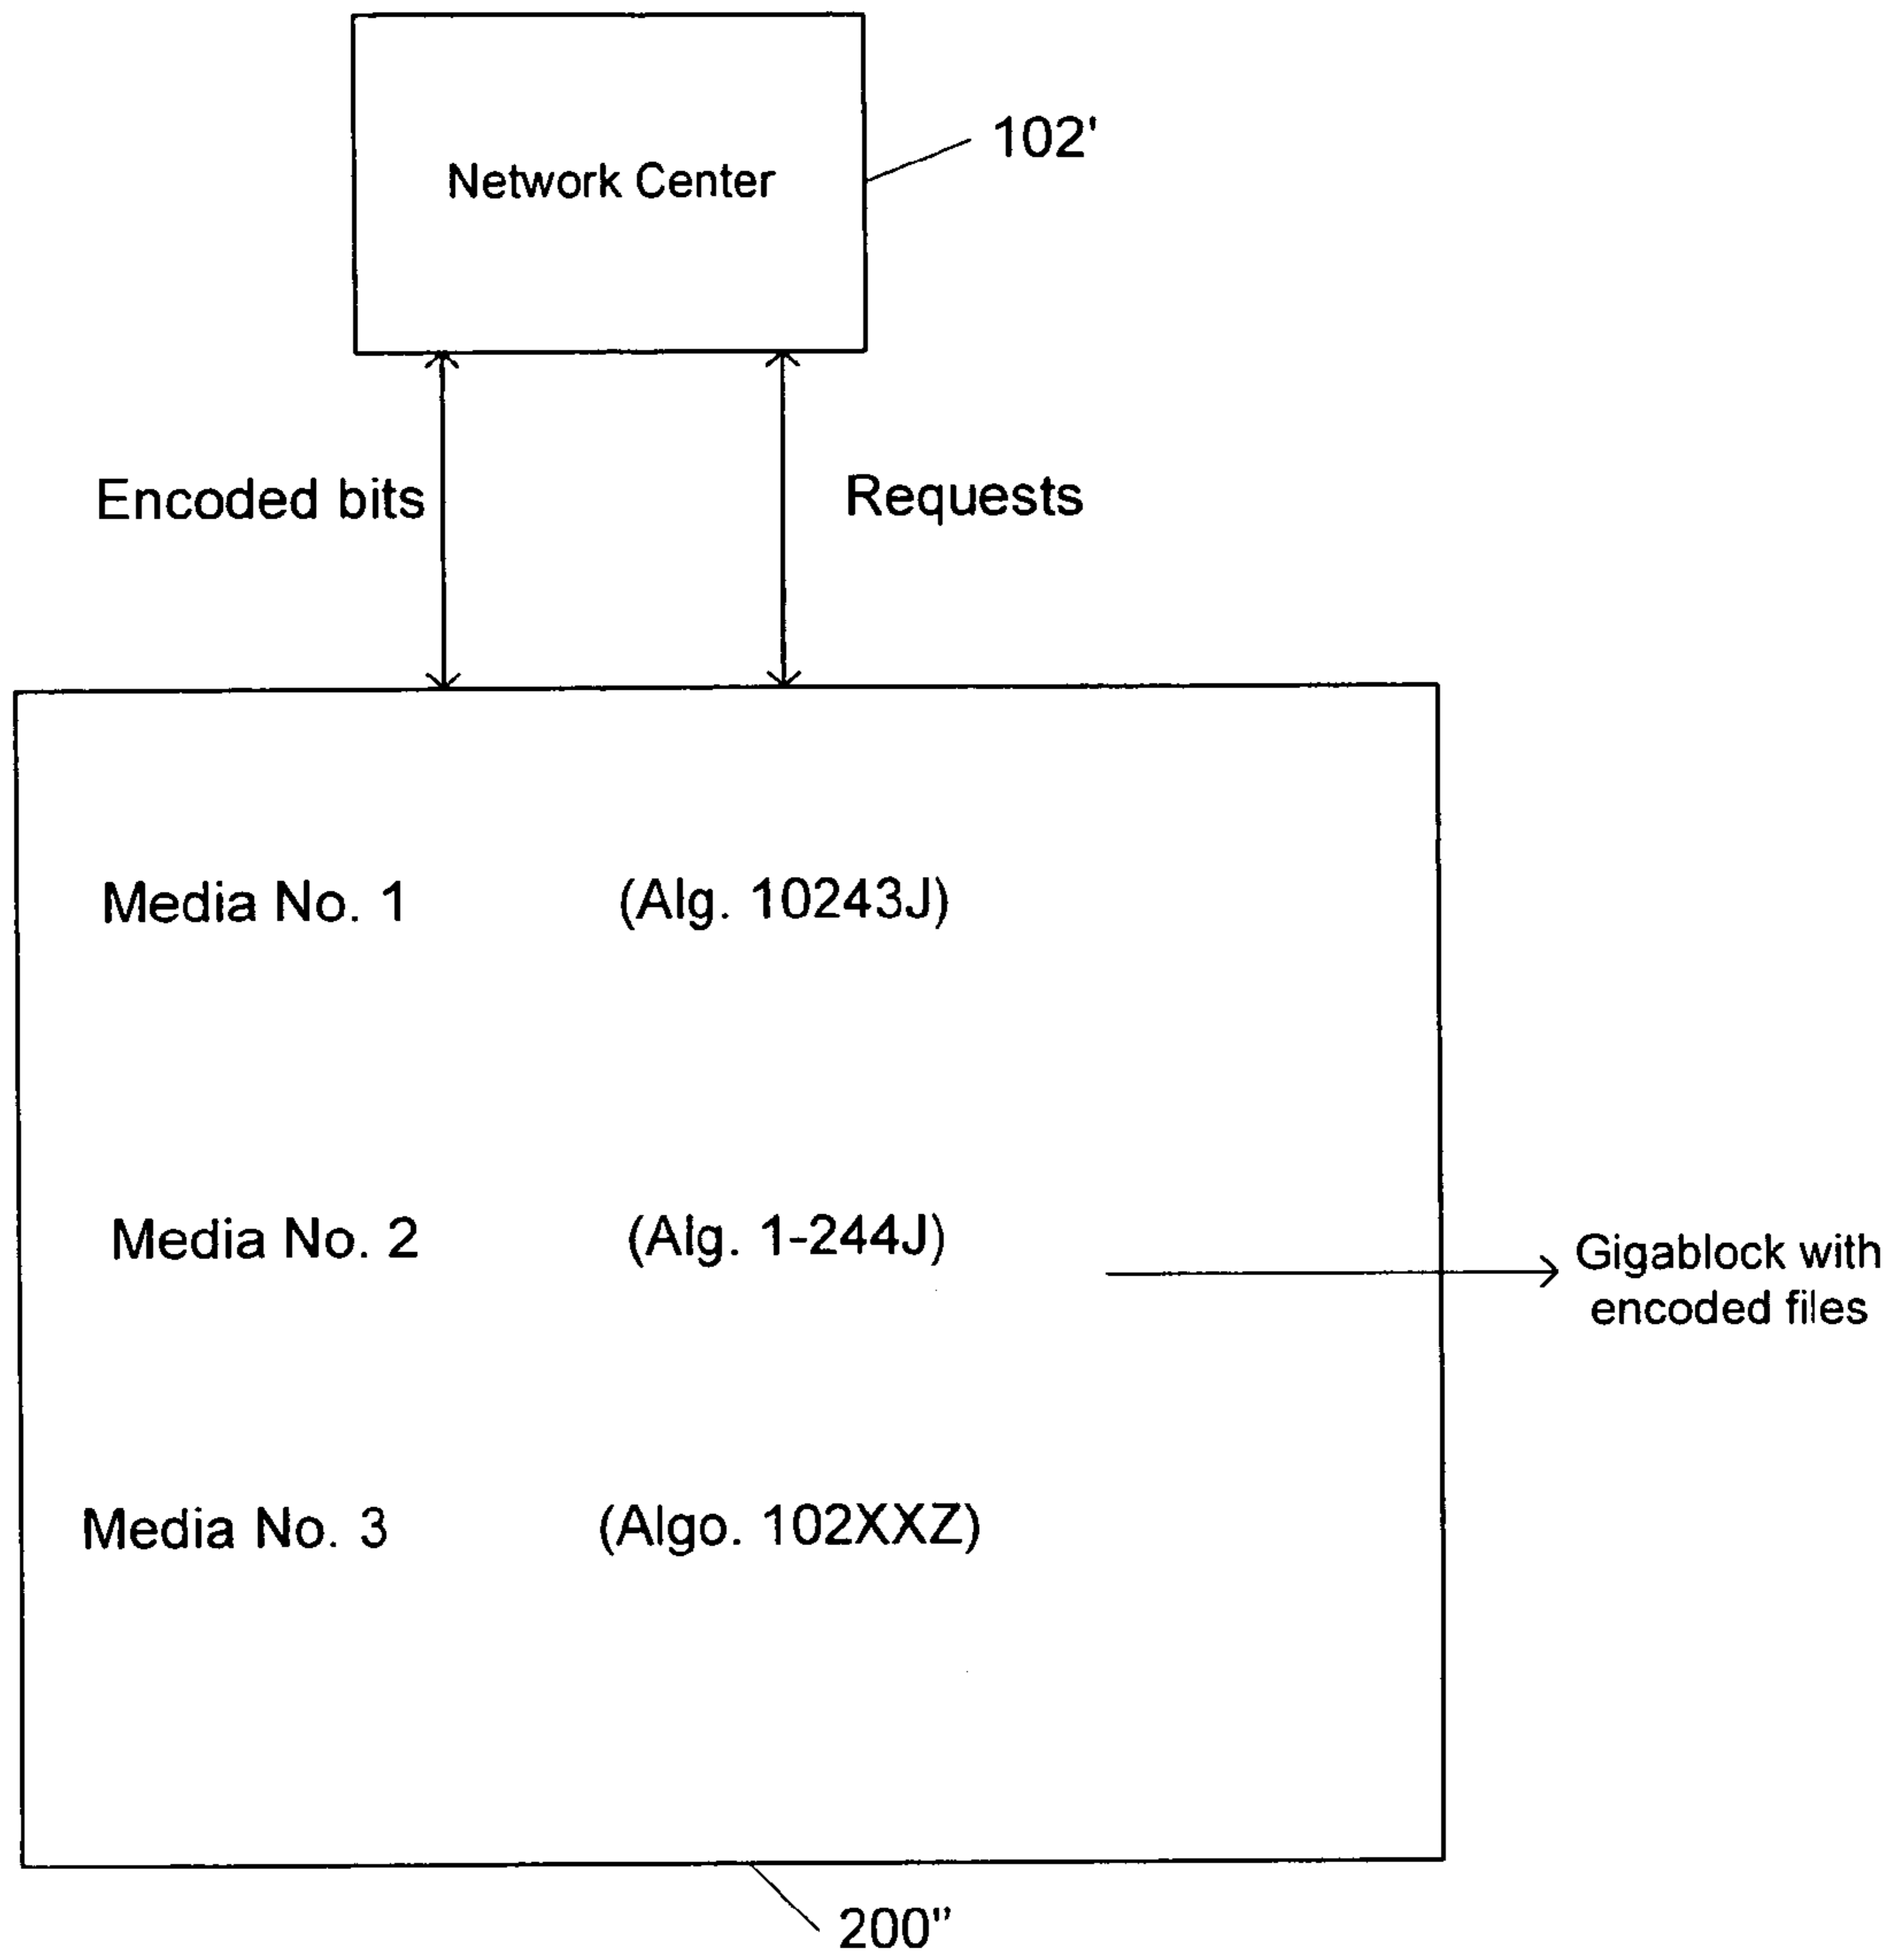 102'
Network Center
Encoded bits
Requests
Media No. 1 (Alg. 10243J)
Media No. 2 (Alg. 1-244J)
Gigablock with
encoded files
Media No. 3 (Algo. 102XXZ)
200"